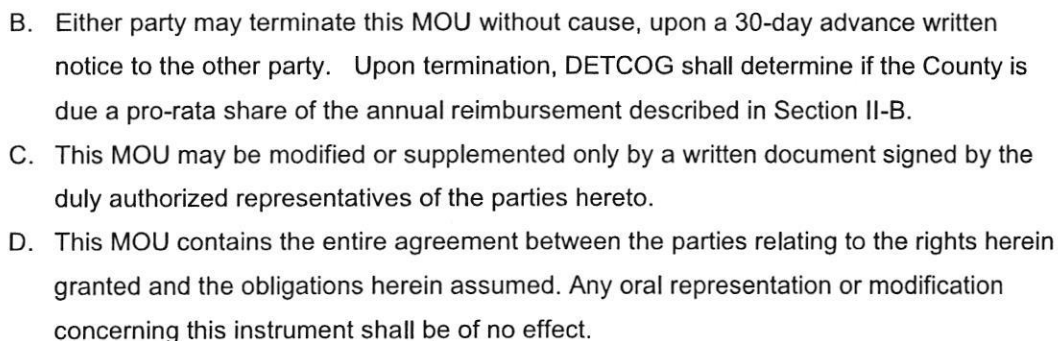 B. Either party may terminate this MOU without cause, upon a 30-day advance written
notice to the other party. Upon termination, DETCOG shall determine if the County is
due a pro-rata share of the annual reimbursement described in Section II-B.
C. This MOU may be modified or supplemented only by a written document signed by the
duly authorized representatives of the parties hereto.
D. This MOU contains the entire agreement between the parties relating to the rights herein
granted and the obligations herein assumed. Any oral representation or modification
concerning this instrument shall be of no effect.